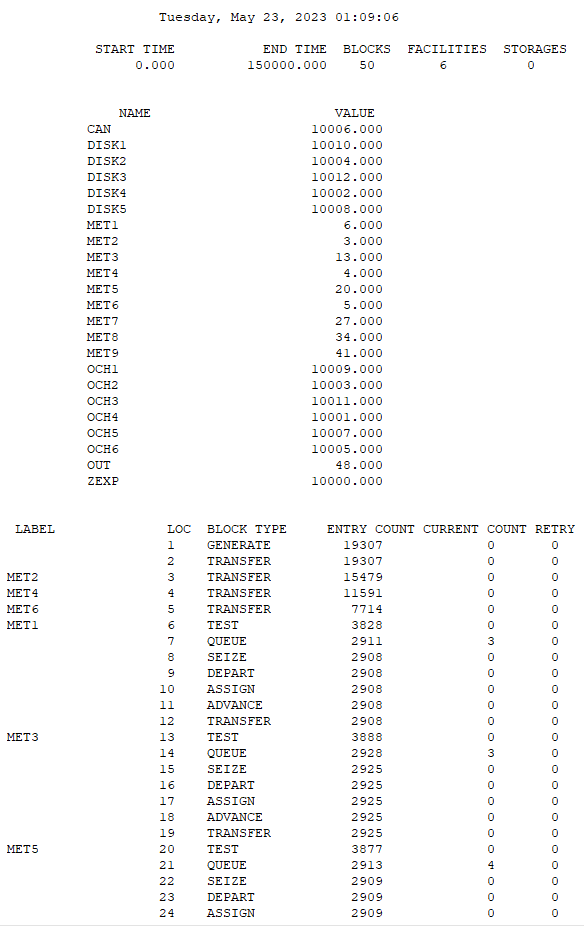 Tuesday, May 23, 2023 01:09:06
START TIME END TIME BLOCKS FACILITIES STORAGES
0.000 150000.000 50 6 0
NAME VALUE
CAN 10006.000
DISK1 10010.000
DISK2 10004.000
DISK3 10012.000
DISK4 10002.000
DISK5 10008.000
MET1 6.000
MET2 3.000
MET3 13.000
MET4 4.000
MET5 20.000
MET6 5.000
MET7 27.000
MET8 34.000
MET9 41.000
OCH1 10009.000
OCH2 10003.000
OCH3 10011.000
OCH4 10001.000
OCH5 10007.000
OCH6 10005.000
OUT 48.000
ZEXP 10000.000
LABEL LOC BLOCK TYPE ENTRY COUNT CURRENT COUNT RETRY
1 GENERATE 19307 0 0
2 TRANSFER 19307 0 0
MET2 3 TRANSFER 15479 0 0
MET4 4 TRANSFER 11591 0 0
MET6 5 TRANSFER 7714 0 0
MET1 6 TEST 3828 0 0
7 QUEUE 2911 3 0
8 SEIZE 2908 0 0
9 DEPART 2908 0 0
10 ASSIGN 2908 0 0
11 ADVANCE 2908 0 0
12 TRANSFER 2908 0 0
MET3 13 TEST 3888 0 0
14 QUEUE 2928 3 0
15 SEIZE 2925 0 0
16 DEPART 2925 0 0
17 ASSIGN 2925 0 0
18 ADVANCE 2925 0 0
19 TRANSFER 2925 0 0
MET5 20 TEST 3877 0 0
21 QUEUE 2913 4 0
22 SEIZE 2909 0 0
23 DEPART 2909 0 0
24 ASSIGN 2909 0 0